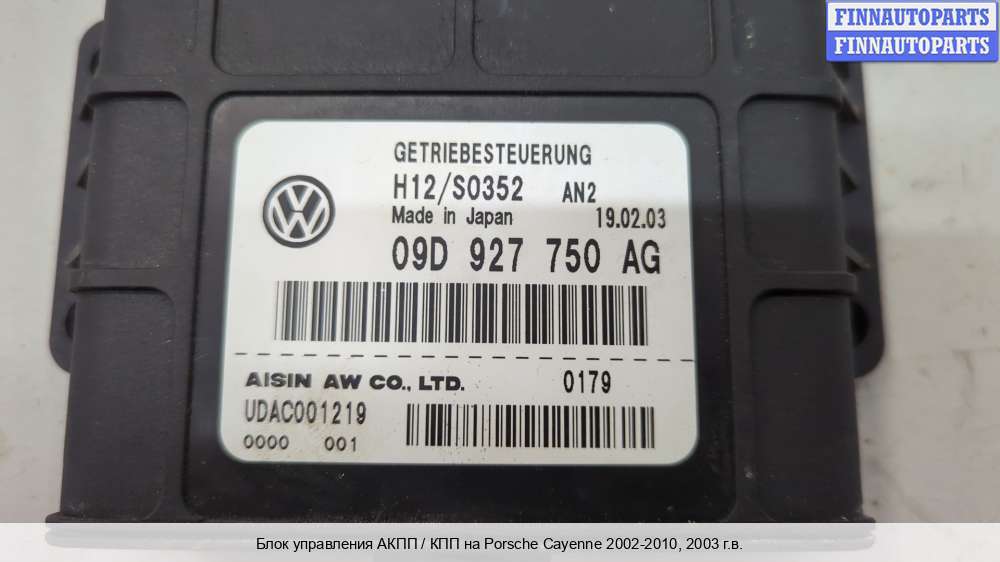 FINNAUTOPARTS
FINNAUTOPARTS
GETRIEBESTEUERUNG
H12/S0352 AN2
Made in Japan 19.02.03
09D 927 750 AG
AISIN AW CO., LTD. 0179
UDAC001219
0000 001
Блок управления АКПП / КПП на Porsche Cayenne 2002-2010, 2003 г.в.